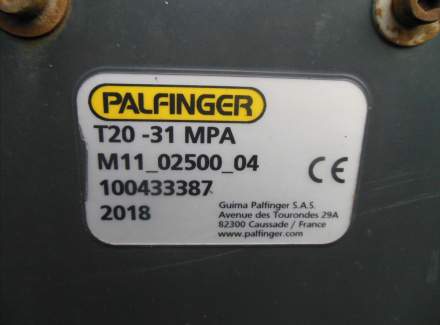 PALFINGER
T20 -31 MPA
M11_02500_04
100433387
2018
CE
Guima Palfinger S.A.S.
Avenue des Tourondes 29A
82300 Caussade / France
www.palfinger.com